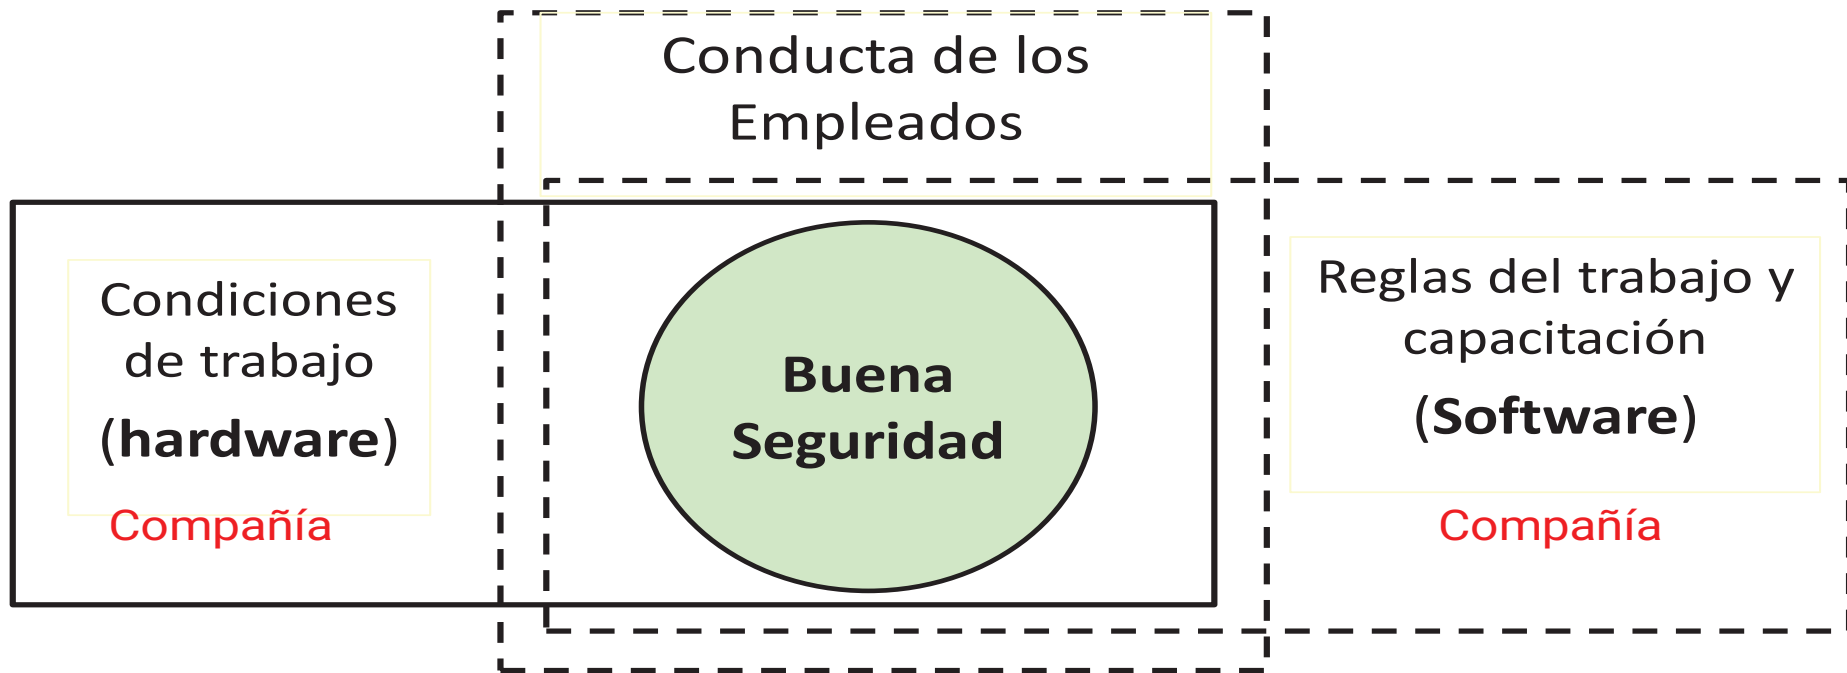 Conducta de los
Empleados
Condiciones
de trabajo
(hardware)
Compañía
Buena
Seguridad
Reglas del trabajo y
capacitación
(Software)
Compañía